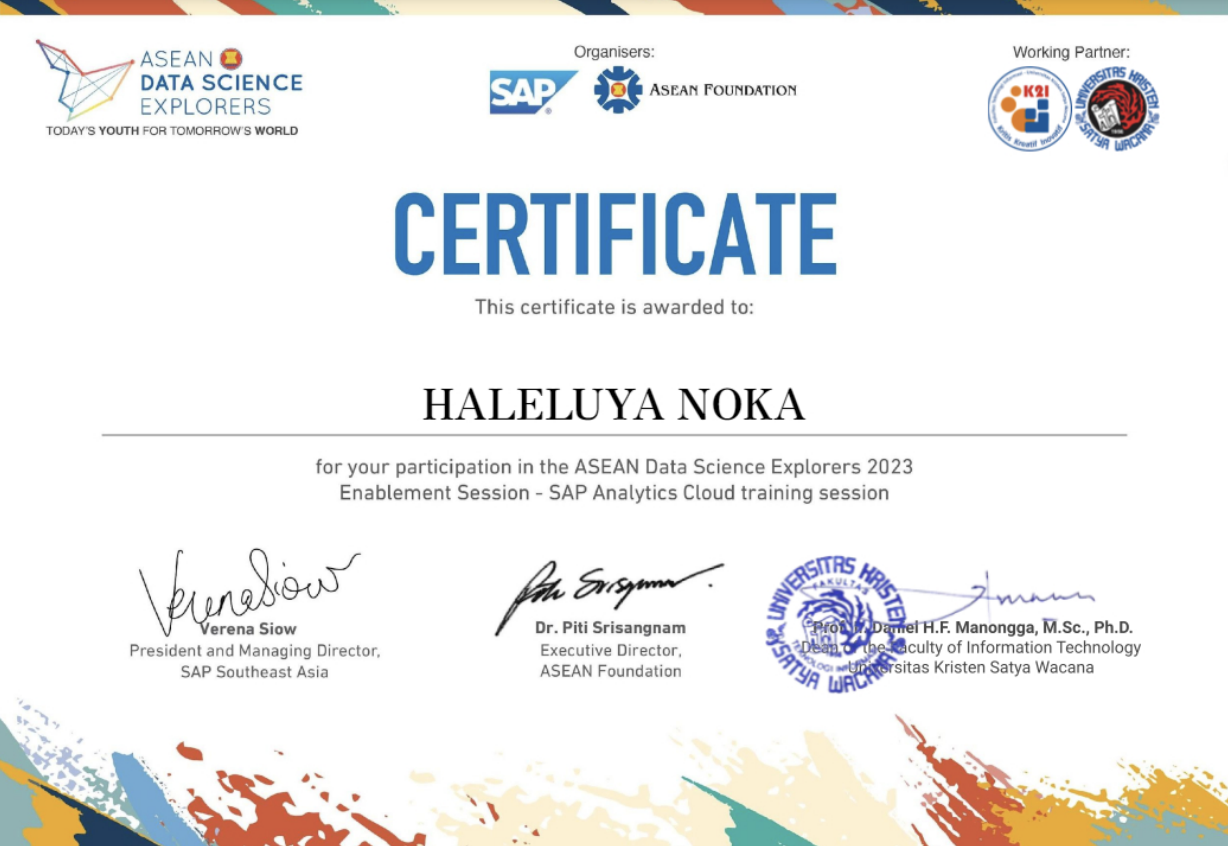 ASEAN
DATA SCIENCE
EXPLORERS
TODAY'S YOUTH FOR TOMORROW'S WORLD
Organisers:
SAP
ASEAN FOUNDATION
Working Partner:
K2I
Kritis Kreatif Inovatif
UNIVERSITAS KRISTEN
SATYA WACANA
CERTIFICATE
This certificate is awarded to:
HALELUYA NOKA
for your participation in the ASEAN Data Science Explorers 2023
Enablement Session - SAP Analytics Cloud training session
Verena Siow
Verena Siow
President and Managing Director,
SAP Southeast Asia
Dr. Piti Srisangnam
Executive Director,
ASEAN Foundation
UNIVERSITAS KRISTEN
FAKULTAS
TEKNOLOGI INFORMASI
SATYA WACANA
Prof. Ir. Daniel H.F. Manongga, M.Sc., Ph.D.
Dean of the Faculty of Information Technology
Universitas Kristen Satya Wacana